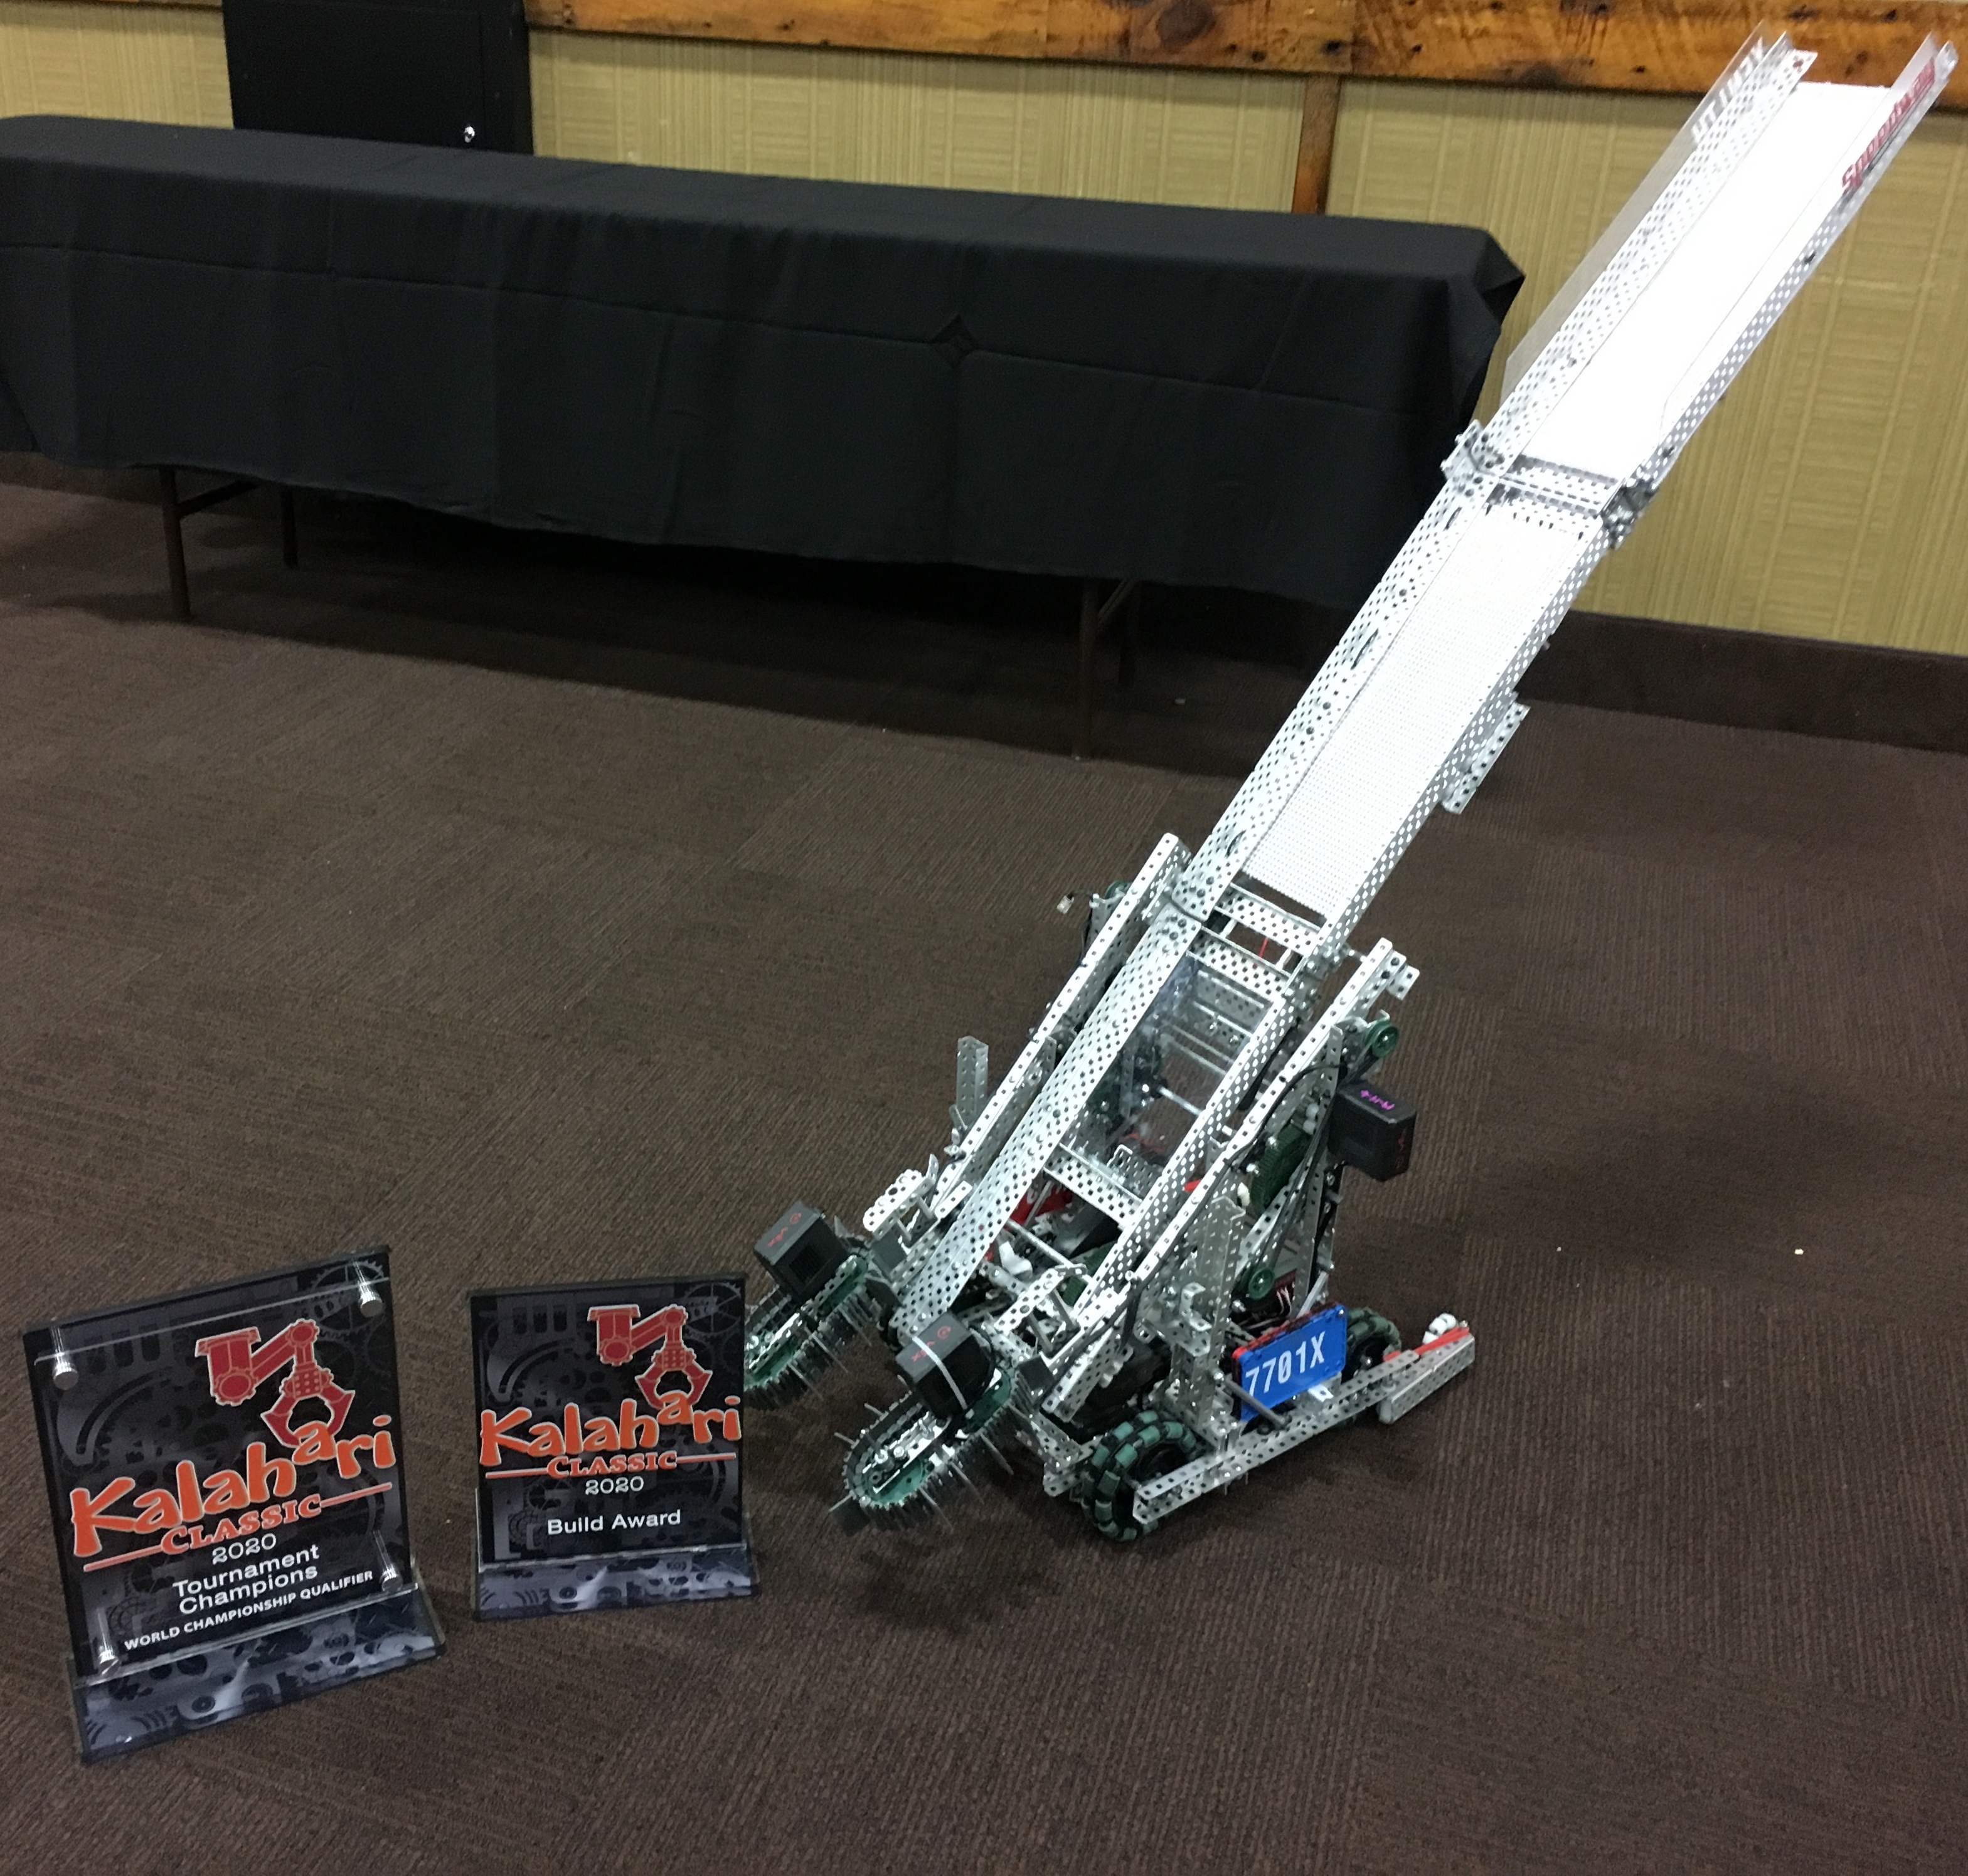 Kalahari
CLASSIC
2020
Tournament
Champions
WORLD CHAMPIONSHIP QUALIFIER
Kalahari
CLASSIC
2020
Build Award
7701X